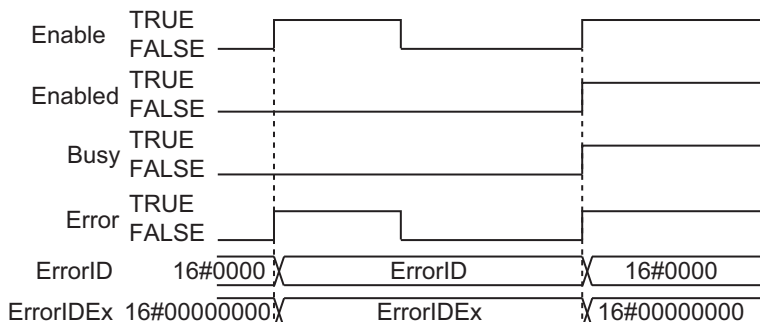 Enable TRUE
FALSE
Enabled TRUE
FALSE
Busy TRUE
FALSE
Error TRUE
FALSE
ErrorID 16#0000 ErrorID 16#0000
ErrorIDEx 16#00000000 ErrorIDEx 16#00000000